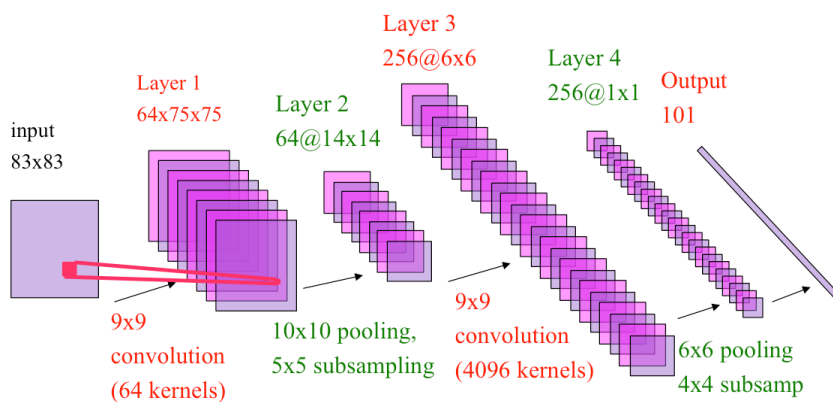 input
83x83
Layer 1
64x75x75
Layer 2
64@14x14
Layer 3
256@6x6
Layer 4
256@1x1
Output
101
9x9
convolution
(64 kernels)
10x10 pooling,
5x5 subsampling
9x9
convolution
(4096 kernels)
6x6 pooling
4x4 subsamp